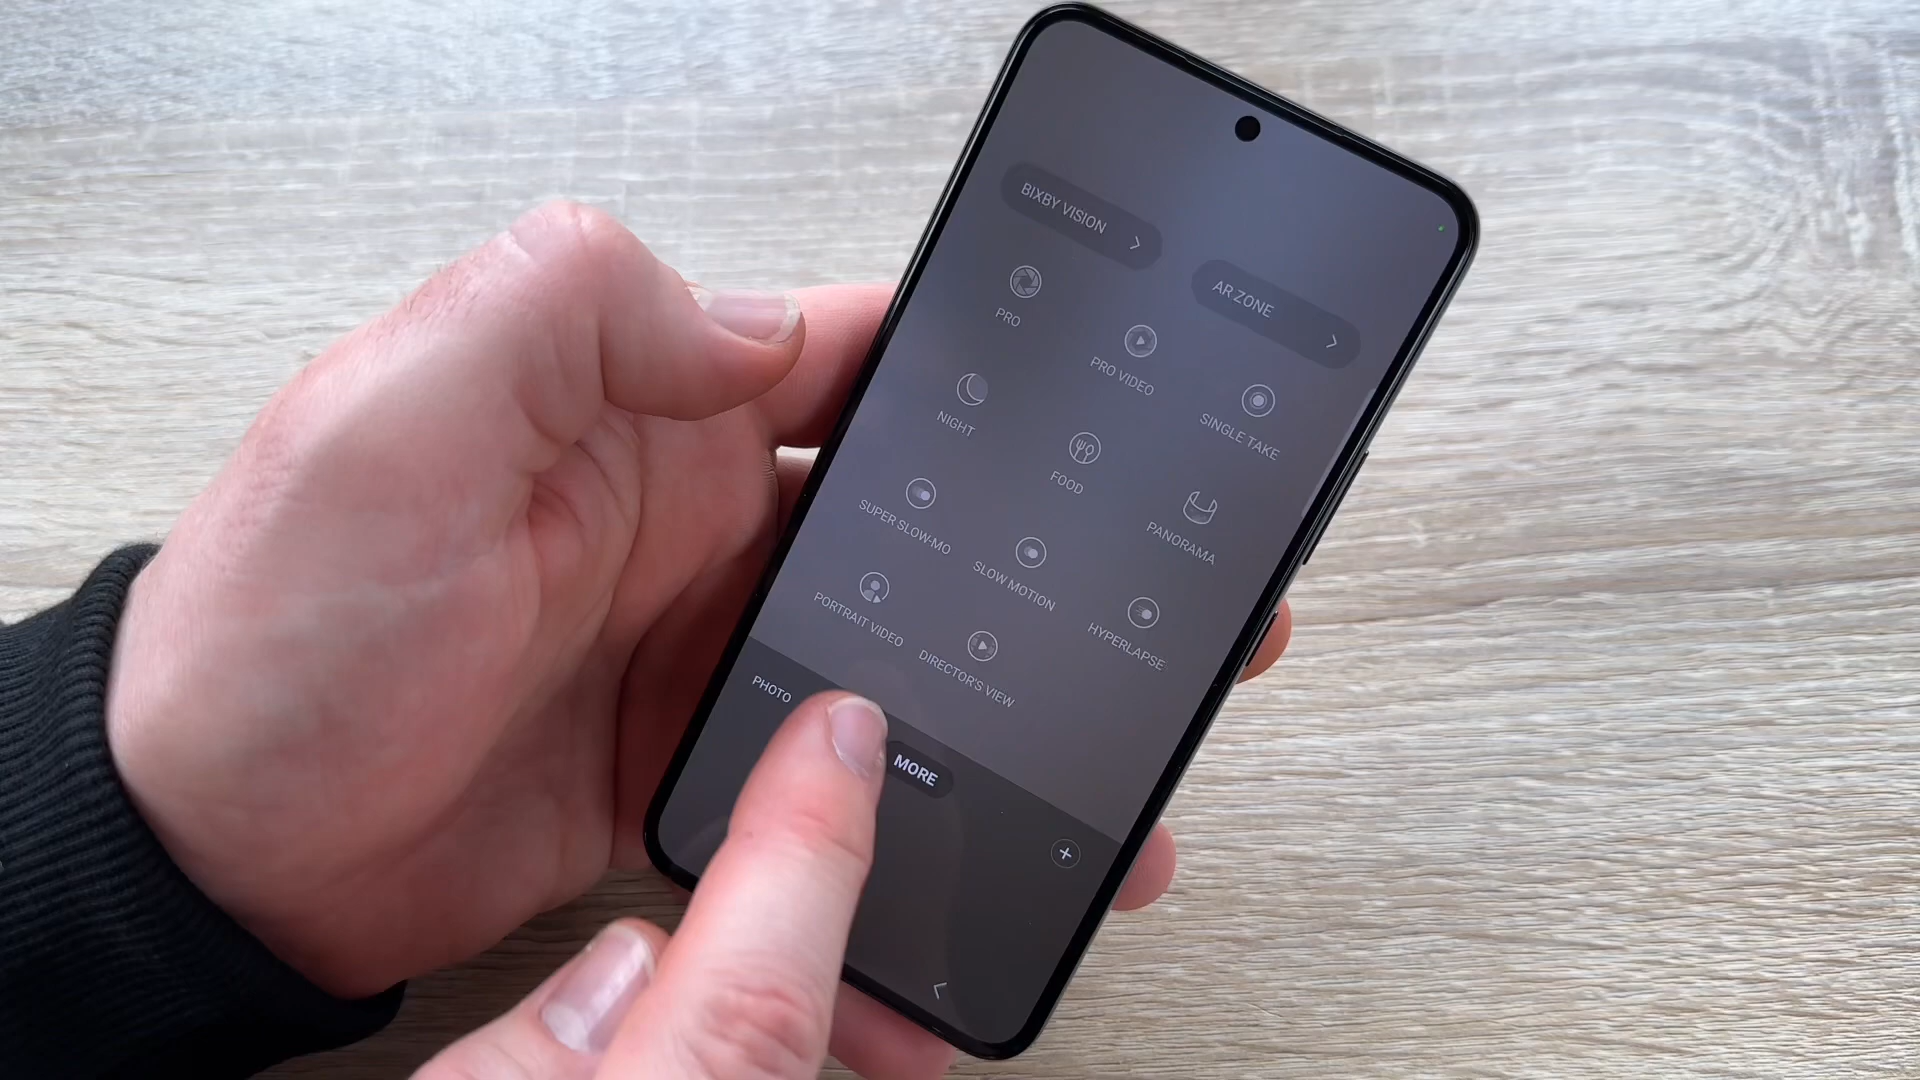 BIXBY VISION
AR ZONE
PRO
PRO VIDEO
SINGLE TAKE
NIGHT
FOOD
PANORAMA
SUPER SLOW-MO
SLOW MOTION
HYPERLAPSE
PORTRAIT VIDEO
DIRECTOR'S VIEW
PHOTO
MORE